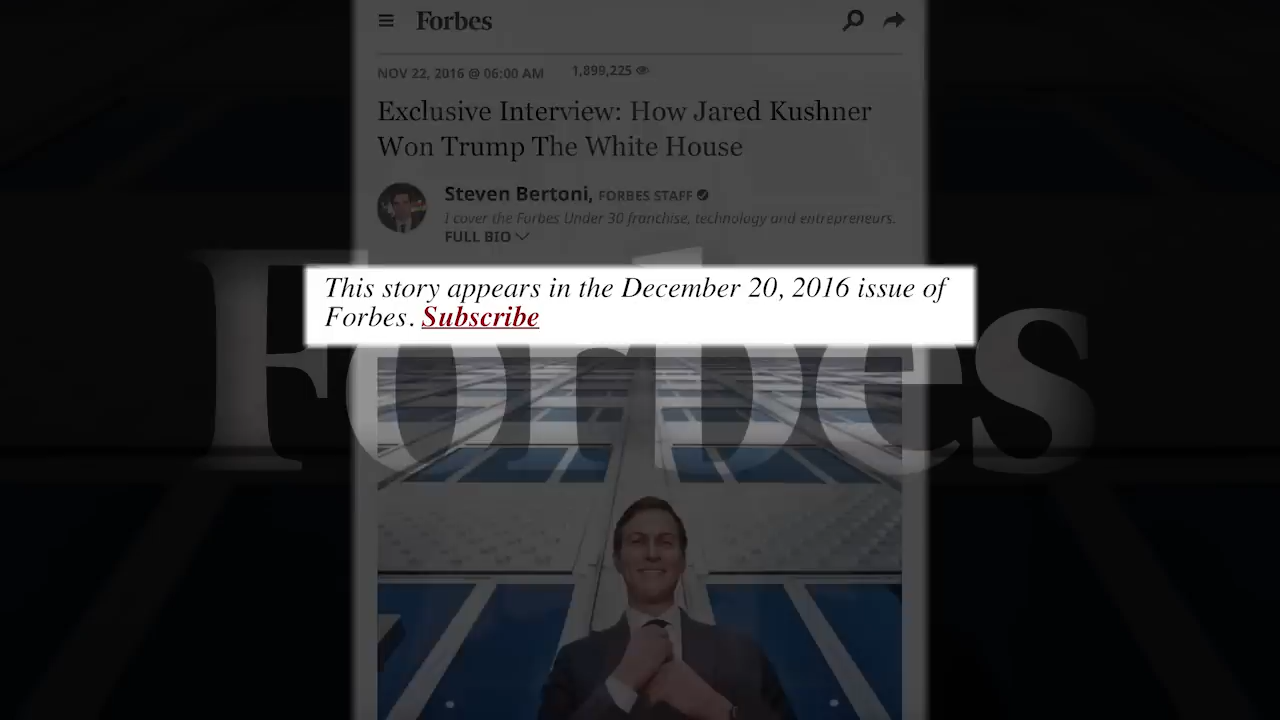 Forbes
NOV 22, 2016 @ 06:00 AM 1,899,225
Exclusive Interview: How Jared Kushner
Won Trump The White House
Steven Bertoni, FORBES STAFF
I cover the Forbes Under 30 franchise, technology and entrepreneurs.
FULL BIO
This story appears in the December 20, 2016 issue of
Forbes. Subscribe
Forbes